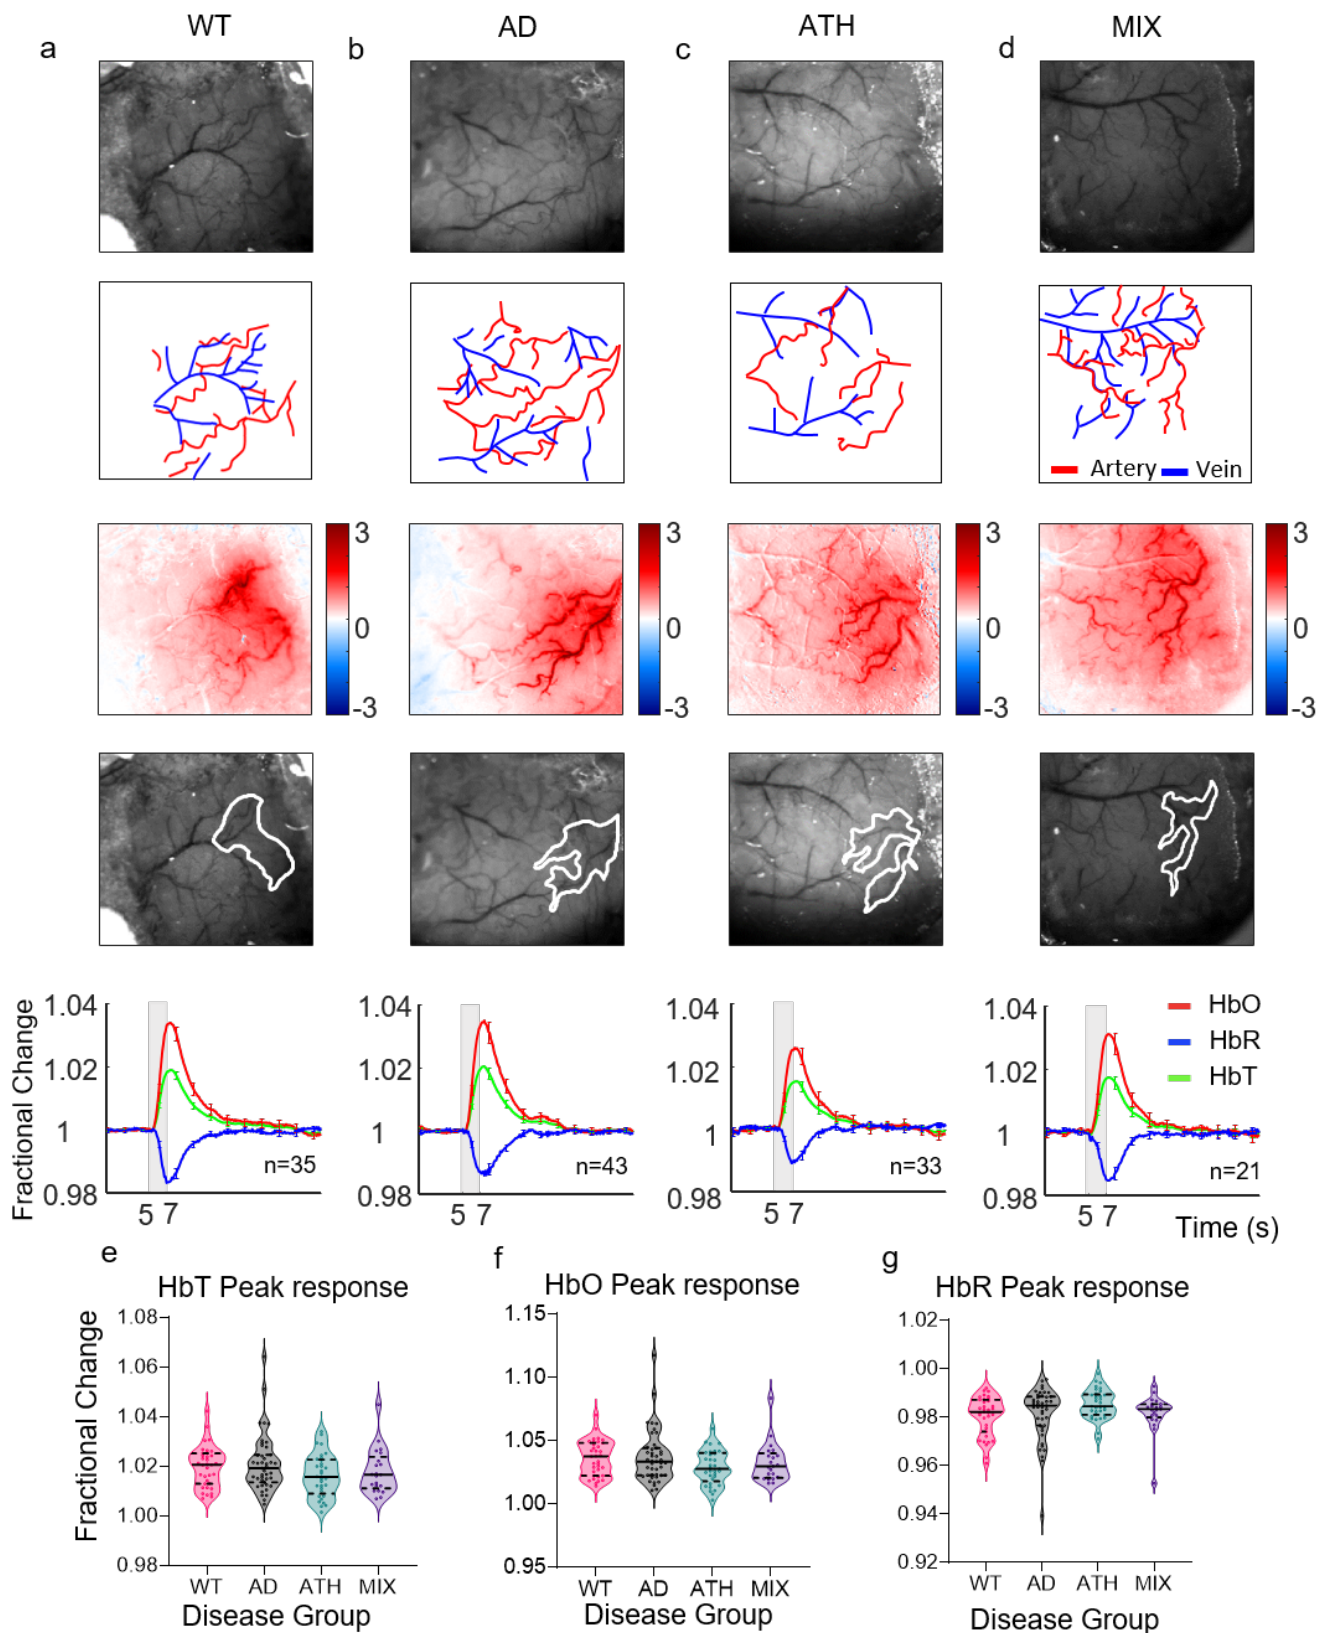 WT AD ATH MIX
a b c d
Artery Vein
3 3 3 3
0 0 0 0
-3 -3 -3 -3
Fractional Change
1.04 1.04 1.04 1.04
HbO
HbR
1.02 1.02 1.02 1.02
HbT
1 1 1 1
n=35 n=43 n=33 n=21
0.98 0.98 0.98 0.98
5 7 5 7 5 7 5 7
Time (s)
e f g
HbT Peak response
Fractional Change
1.08
1.06
1.04
1.02
1.00
0.98
WT AD ATH MIX
Disease Group
HbO Peak response
1.15
1.10
1.05
1.00
0.95
WT AD ATH MIX
Disease Group
HbR Peak response
1.02
1.00
0.98
0.96
0.94
0.92
WT AD ATH MIX
Disease Group